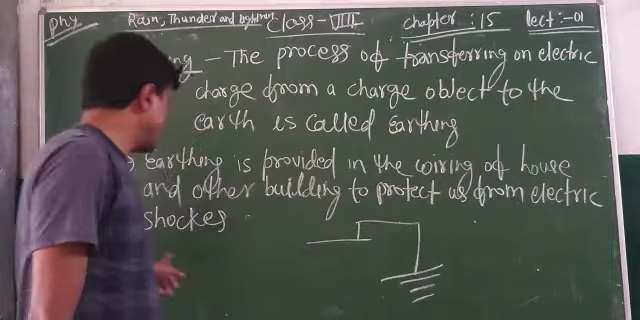 phy Rain, Thunder and lightning Class-VIII chapter : 15 lect :-01
ng - The process of transferring on electric
charge from a charge object to the
earth is called Earthing
Earthing is provided in the wiring of house
and other building to protect us from electric
shockes